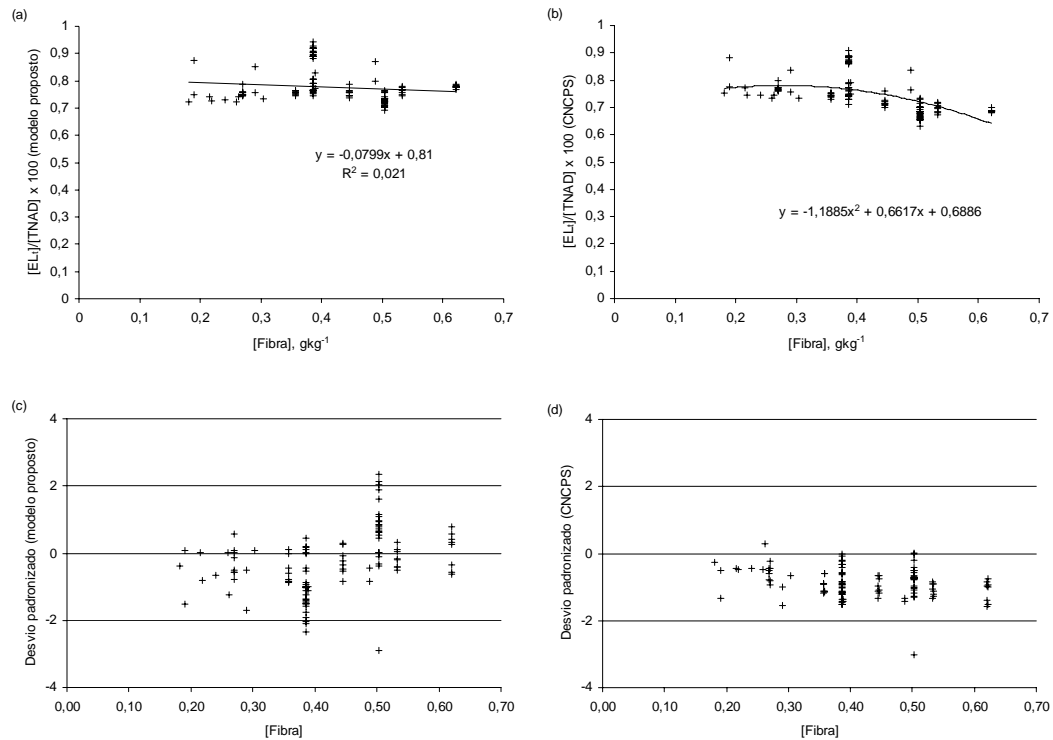 (a)
[EL₁]/[TNAD] x 100 (modelo proposto)
1
0,9
0,8
0,7
0,6
0,5
0,4
0,3
0,2
0,1
0
y = -0,0799x + 0,81
R² = 0,021
0 0,1 0,2 0,3 0,4 0,5 0,6 0,7
[Fibra], gkg⁻¹
(b)
[EL₁]/[TNAD] x 100 (CNCPS)
1
0,9
0,8
0,7
0,6
0,5
0,4
0,3
0,2
0,1
0
y = -1,1885x² + 0,6617x + 0,6886
0 0,1 0,2 0,3 0,4 0,5 0,6 0,7
[Fibra], gkg⁻¹
(c)
Desvio padronizado (modelo proposto)
4
2
0
-2
-4
0,00 0,10 0,20 0,30 0,40 0,50 0,60 0,70
[Fibra]
(d)
Desvio padronizado (CNCPS)
4
2
0
-2
-4
0,00 0,10 0,20 0,30 0,40 0,50 0,60 0,70
[Fibra]